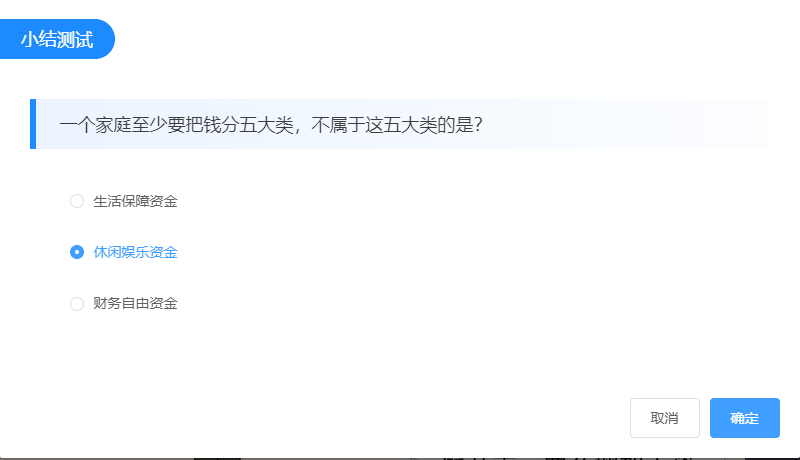 小结测试
一个家庭至少要把钱分五大类，不属于这五大类的是？
生活保障资金
休闲娱乐资金
财务自由资金
取消
确定